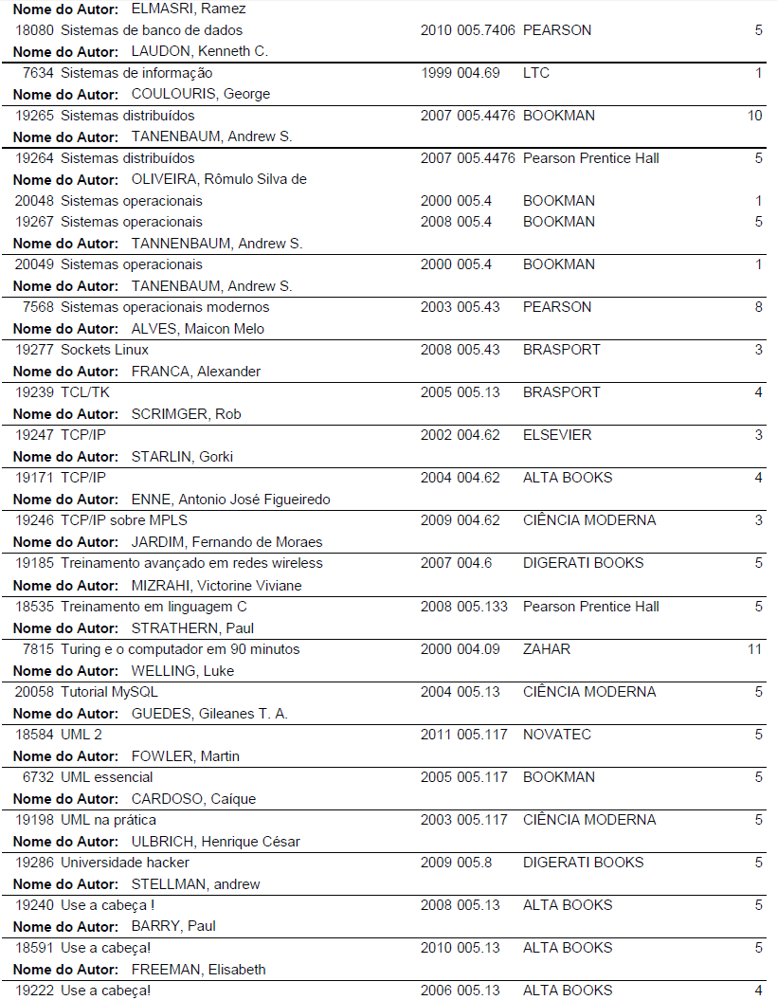 Nome do Autor: ELMASRI, Ramez
18080 Sistemas de banco de dados 2010 005.7406 PEARSON 5
Nome do Autor: LAUDON, Kenneth C.
7634 Sistemas de informação 1999 004.69 LTC 1
Nome do Autor: COULOURIS, George
19265 Sistemas distribuídos 2007 005.4476 BOOKMAN 10
Nome do Autor: TANENBAUM, Andrew S.
19264 Sistemas distribuídos 2007 005.4476 Pearson Prentice Hall 5
Nome do Autor: OLIVEIRA, Rômulo Silva de
20048 Sistemas operacionais 2000 005.4 BOOKMAN 1
19267 Sistemas operacionais 2008 005.4 BOOKMAN 5
Nome do Autor: TANNENBAUM, Andrew S.
20049 Sistemas operacionais 2000 005.4 BOOKMAN 1
Nome do Autor: TANENBAUM, Andrew S.
7568 Sistemas operacionais modernos 2003 005.43 PEARSON 8
Nome do Autor: ALVES, Maicon Melo
19277 Sockets Linux 2008 005.43 BRASPORT 3
Nome do Autor: FRANCA, Alexander
19239 TCL/TK 2005 005.13 BRASPORT 4
Nome do Autor: SCRIMGER, Rob
19247 TCP/IP 2002 004.62 ELSEVIER 3
Nome do Autor: STARLIN, Gorki
19171 TCP/IP 2004 004.62 ALTA BOOKS 4
Nome do Autor: ENNE, Antonio José Figueiredo
19246 TCP/IP sobre MPLS 2009 004.62 CIÊNCIA MODERNA 3
Nome do Autor: JARDIM, Fernando de Moraes
19185 Treinamento avançado em redes wireless 2007 004.6 DIGERATI BOOKS 5
Nome do Autor: MIZRAHI, Victorine Viviane
18535 Treinamento em linguagem C 2008 005.133 Pearson Prentice Hall 5
Nome do Autor: STRATHERN, Paul
7815 Turing e o computador em 90 minutos 2000 004.09 ZAHAR 11
Nome do Autor: WELLING, Luke
20058 Tutorial MySQL 2004 005.13 CIÊNCIA MODERNA 5
Nome do Autor: GUEDES, Gileanes T. A.
18584 UML 2 2011 005.117 NOVATEC 5
Nome do Autor: FOWLER, Martin
6732 UML essencial 2005 005.117 BOOKMAN 5
Nome do Autor: CARDOSO, Caíque
19198 UML na prática 2003 005.117 CIÊNCIA MODERNA 5
Nome do Autor: ULBRICH, Henrique César
19286 Universidade hacker 2009 005.8 DIGERATI BOOKS 5
Nome do Autor: STELLMAN, andrew
19240 Use a cabeça ! 2008 005.13 ALTA BOOKS 5
Nome do Autor: BARRY, Paul
18591 Use a cabeça! 2010 005.13 ALTA BOOKS 5
Nome do Autor: FREEMAN, Elisabeth
19222 Use a cabeça! 2006 005.13 ALTA BOOKS 4